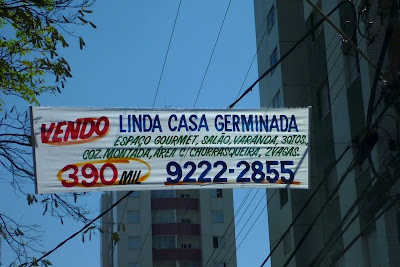 VENDO LINDA CASA GERMINADA
ESPAÇO GOURMET, SALÃO, VARANDA, 3QTOS,
COZ. MONTADA, ÁREA C. CHURRASQUEIRA, 2VAGAS.
390 MIL 9222-2855